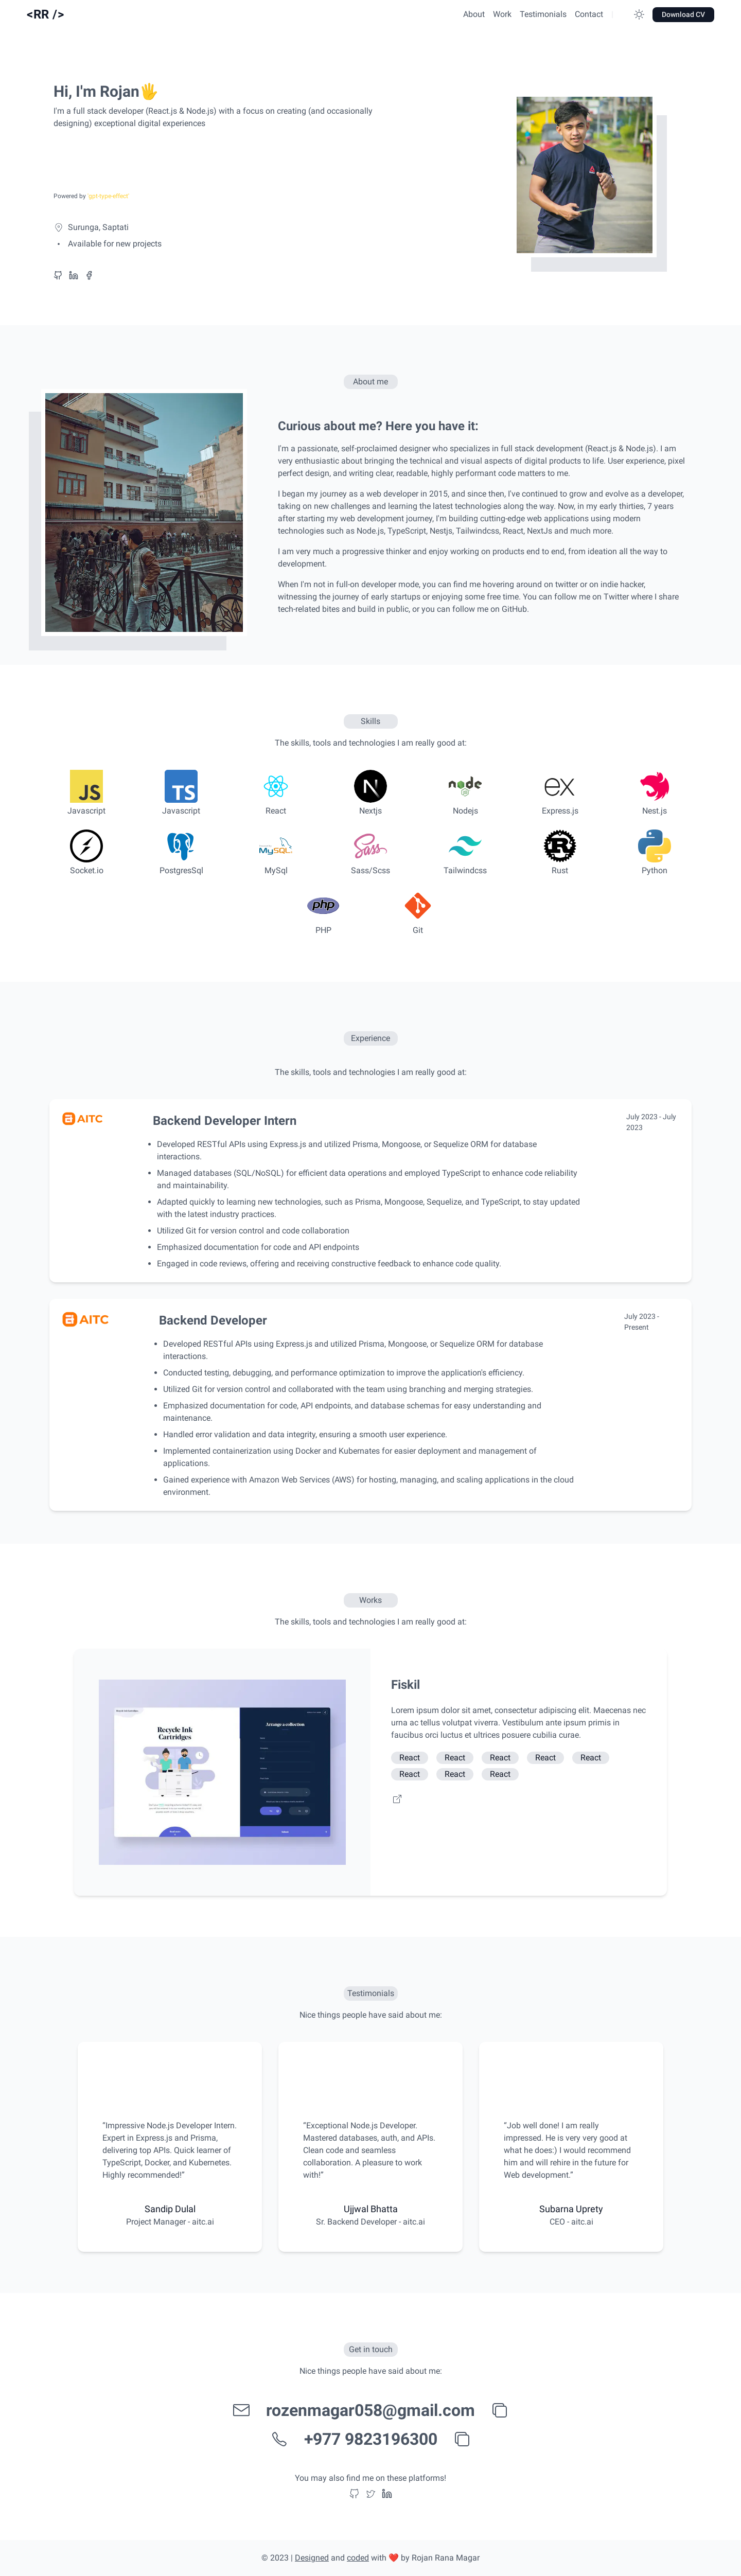 <RR />
About Work Testimonials Contact Download CV
Hi, I'm Rojan🖐
I'm a full stack developer (React.js & Node.js) with a focus on creating (and occasionally
designing) exceptional digital experiences
Powered by 'gpt-type-effect'
Surunga, Saptati
Available for new projects
About me
Curious about me? Here you have it:
I'm a passionate, self-proclaimed designer who specializes in full stack development (React.js & Node.js). I am
very enthusiastic about bringing the technical and visual aspects of digital products to life. User experience, pixel
perfect design, and writing clear, readable, highly performant code matters to me.
I began my journey as a web developer in 2015, and since then, I've continued to grow and evolve as a developer,
taking on new challenges and learning the latest technologies along the way. Now, in my early thirties, 7 years
after starting my web development journey, I'm building cutting-edge web applications using modern
technologies such as Node.js, TypeScript, Nestjs, Tailwindcss, React, NextJs and much more.
I am very much a progressive thinker and enjoy working on products end to end, from ideation all the way to
development.
When I'm not in full-on developer mode, you can find me hovering around on twitter or on indie hacker,
witnessing the journey of early startups or enjoying some free time. You can follow me on Twitter where I share
tech-related bites and build in public, or you can follow me on GitHub.
Skills
The skills, tools and technologies I am really good at:
JS TS N node JS ex
Javascript Javascript React Nextjs Nodejs Express.js Nest.js
MySQL Sass R
Socket.io PostgresSql MySql Sass/Scss Tailwindcss Rust Python
php
PHP Git
Experience
The skills, tools and technologies I am really good at:
a AITC
Backend Developer Intern
July 2023 - July
2023
Developed RESTful APIs using Express.js and utilized Prisma, Mongoose, or Sequelize ORM for database
interactions.
Managed databases (SQL/NoSQL) for efficient data operations and employed TypeScript to enhance code reliability
and maintainability.
Adapted quickly to learning new technologies, such as Prisma, Mongoose, Sequelize, and TypeScript, to stay updated
with the latest industry practices.
Utilized Git for version control and code collaboration
Emphasized documentation for code and API endpoints
Engaged in code reviews, offering and receiving constructive feedback to enhance code quality.
a AITC
Backend Developer
July 2023 -
Present
Developed RESTful APIs using Express.js and utilized Prisma, Mongoose, or Sequelize ORM for database
interactions.
Conducted testing, debugging, and performance optimization to improve the application's efficiency.
Utilized Git for version control and collaborated with the team using branching and merging strategies.
Emphasized documentation for code, API endpoints, and database schemas for easy understanding and
maintenance.
Handled error validation and data integrity, ensuring a smooth user experience.
Implemented containerization using Docker and Kubernates for easier deployment and management of
applications.
Gained experience with Amazon Web Services (AWS) for hosting, managing, and scaling applications in the cloud
environment.
Works
The skills, tools and technologies I am really good at:
Recycle Ink
Cartridges
Arrange a collection
Fiskil
Lorem ipsum dolor sit amet, consectetur adipiscing elit. Maecenas nec
urna ac tellus volutpat viverra. Vestibulum ante ipsum primis in
faucibus orci luctus et ultrices posuere cubilia curae.
React React React React React
React React React
Testimonials
Nice things people have said about me:
“Impressive Node.js Developer Intern.
Expert in Express.js and Prisma,
delivering top APIs. Quick learner of
TypeScript, Docker, and Kubernetes.
Highly recommended!”
Sandip Dulal
Project Manager - aitc.ai
“Exceptional Node.js Developer.
Mastered databases, auth, and APIs.
Clean code and seamless
collaboration. A pleasure to work
with!”
Ujjwal Bhatta
Sr. Backend Developer - aitc.ai
“Job well done! I am really
impressed. He is very very good at
what he does:) I would recommend
him and will rehire in the future for
Web development.”
Subarna Uprety
CEO - aitc.ai
Get in touch
Nice things people have said about me:
rozenmagar058@gmail.com
+977 9823196300
You may also find me on these platforms!
© 2023 | Designed and coded with ❤️ by Rojan Rana Magar